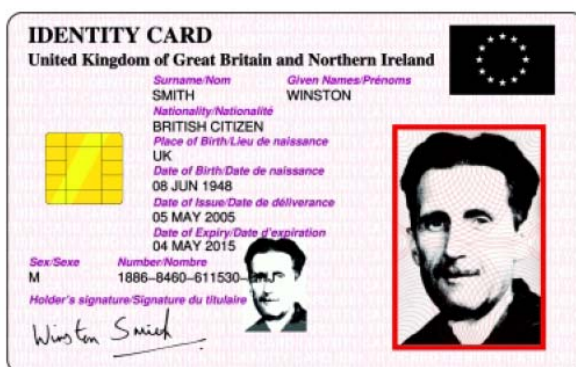 IDENTITY CARD
United Kingdom of Great Britain and Northern Ireland
Surname/Nom Given Names/Prénoms
SMITH WINSTON
Nationality/Nationalité
BRITISH CITIZEN
Place of Birth/Lieu de naissance
UK
Date of Birth/Date de naissance
08 JUN 1948
Date of Issue/Date de déliverance
05 MAY 2005
Date of Expiry/Date d'expiration
04 MAY 2015
Sex/Sexe Number/Nombre
M 1886–8460–611530–
Holder's signature/Signature du titulaire
Winston Smith